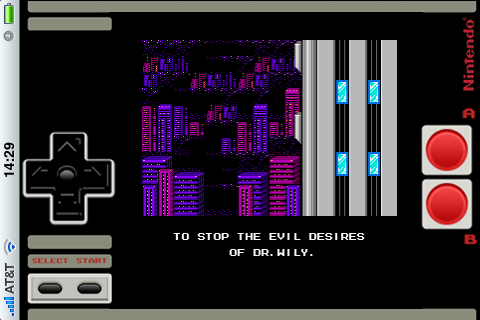 14:29
AT&T
SELECT START
TO STOP THE EVIL DESIRES
OF DR.WILY.
Nintendo
A
B